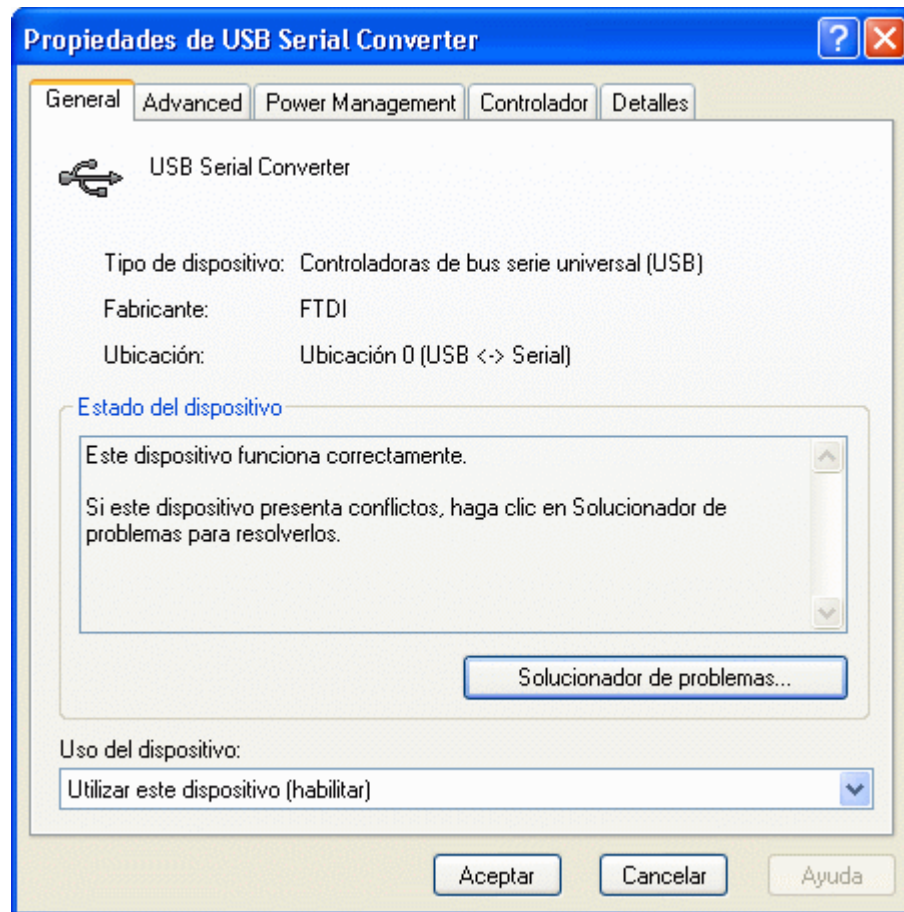 Propiedades de USB Serial Converter
General Advanced Power Management Controlador Detalles
USB Serial Converter
Tipo de dispositivo: Controladoras de bus serie universal (USB)
Fabricante: FTDI
Ubicación: Ubicación 0 (USB <-> Serial)
Estado del dispositivo
Este dispositivo funciona correctamente.
Si este dispositivo presenta conflictos, haga clic en Solucionador de
problemas para resolverlos.
Solucionador de problemas...
Uso del dispositivo:
Utilizar este dispositivo (habilitar)
Aceptar Cancelar Ayuda